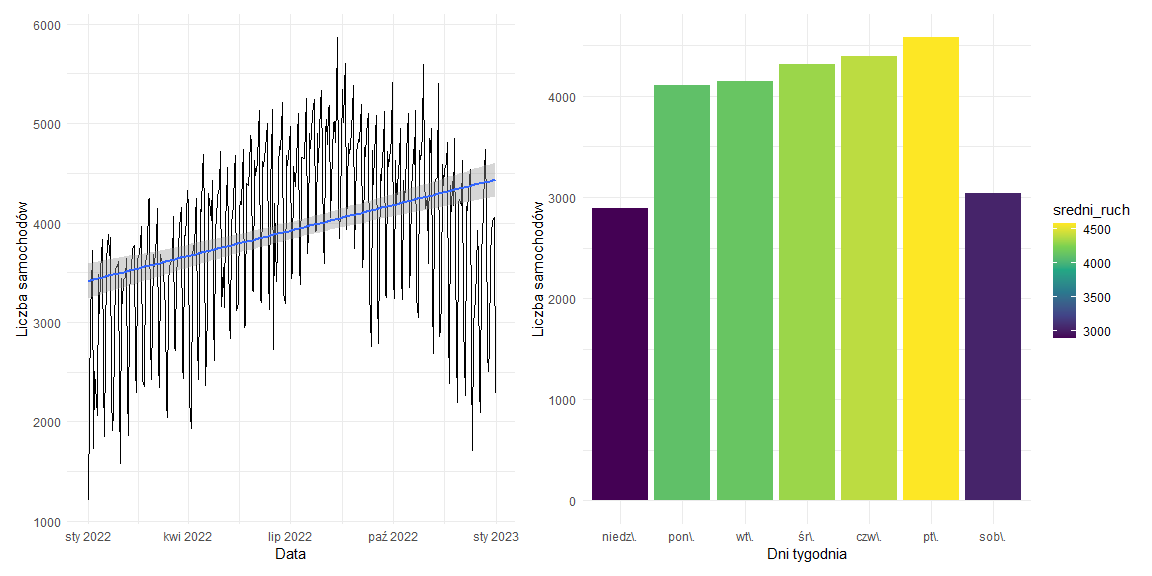 6000
5000
4000
3000
2000
1000
Liczba samochodów
sty 2022
kwi 2022
lip 2022
paź 2022
sty 2023
Data
4000
3000
2000
1000
0
Liczba samochodów
niedz\.
pon\.
wt\.
śr\.
czw\.
pt\.
sob\.
Dni tygodnia
sredni_ruch
4500
4000
3500
3000